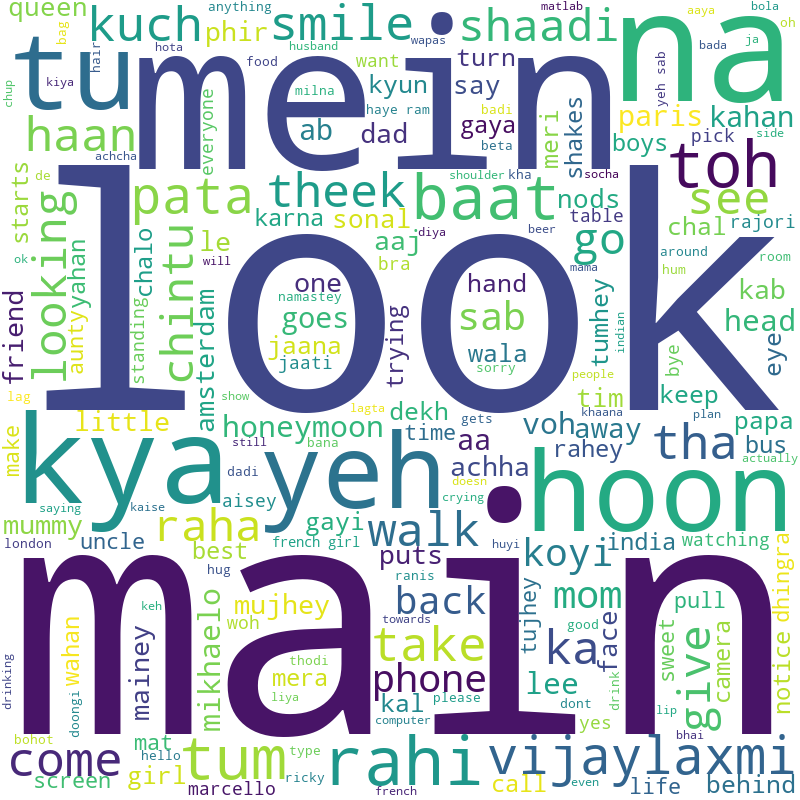 queen
kuch
smile
shaadi
na
matlab
aaya
bola
oh
anything
wapas
bada
ja
bag
hair
hota
husband
phir
tu
mein
want
turn
yeh sab
chup
kiya
food
milna
kyun
say
paris
kahan
haan
everyone
haye ram
badi
ab
dad
gaya
meri
shakes
boys
pick
side
achcha
beta
toh
starts
de
pata
theek
shoulder
kha
socha
baat
nods
see
ok
looking
chintu
le
karna
sonal
diya
beer
table
chal
rajori
aunty
yahan
chalo
will
aaj
go
mama
around
room
bra
hum
look
one
hand
kab
friend
standing
amsterdam
namastey
goes
trying
sab
tumhey
indian
head
jaana
jaati
wala
sorry
bye
eye
people
lag
show
lagta
dekh
gets
tim
keep
khaana
plan
papa
little
honeymoon
time
voh
away
make
still
bana
aa
tha
bus
kya
yeh
dadi
achha
rahey
actually
saying
kaise
aisey
crying
doesn
hoon
mummy
raha
gayi
walk
koyi
india
watching
london
uncle
best
french girl
huyi
puts
hug
ranis
back
mom
pull
dhingra
main
keh
mikhaelo
mujhey
towards
good
tujhey
face
wahan
woh
take
ka
sweet
mainey
thodi
mera
phone
lee
give
camera
notice
drinking
doongi
liya
kal
please
drink
lip
computer
dont
yes
bohot
mat
tum
rahi
vijaylaxmi
bhai
come
hello
type
screen
girl
ricky
call
even
life
behind
marcello
french